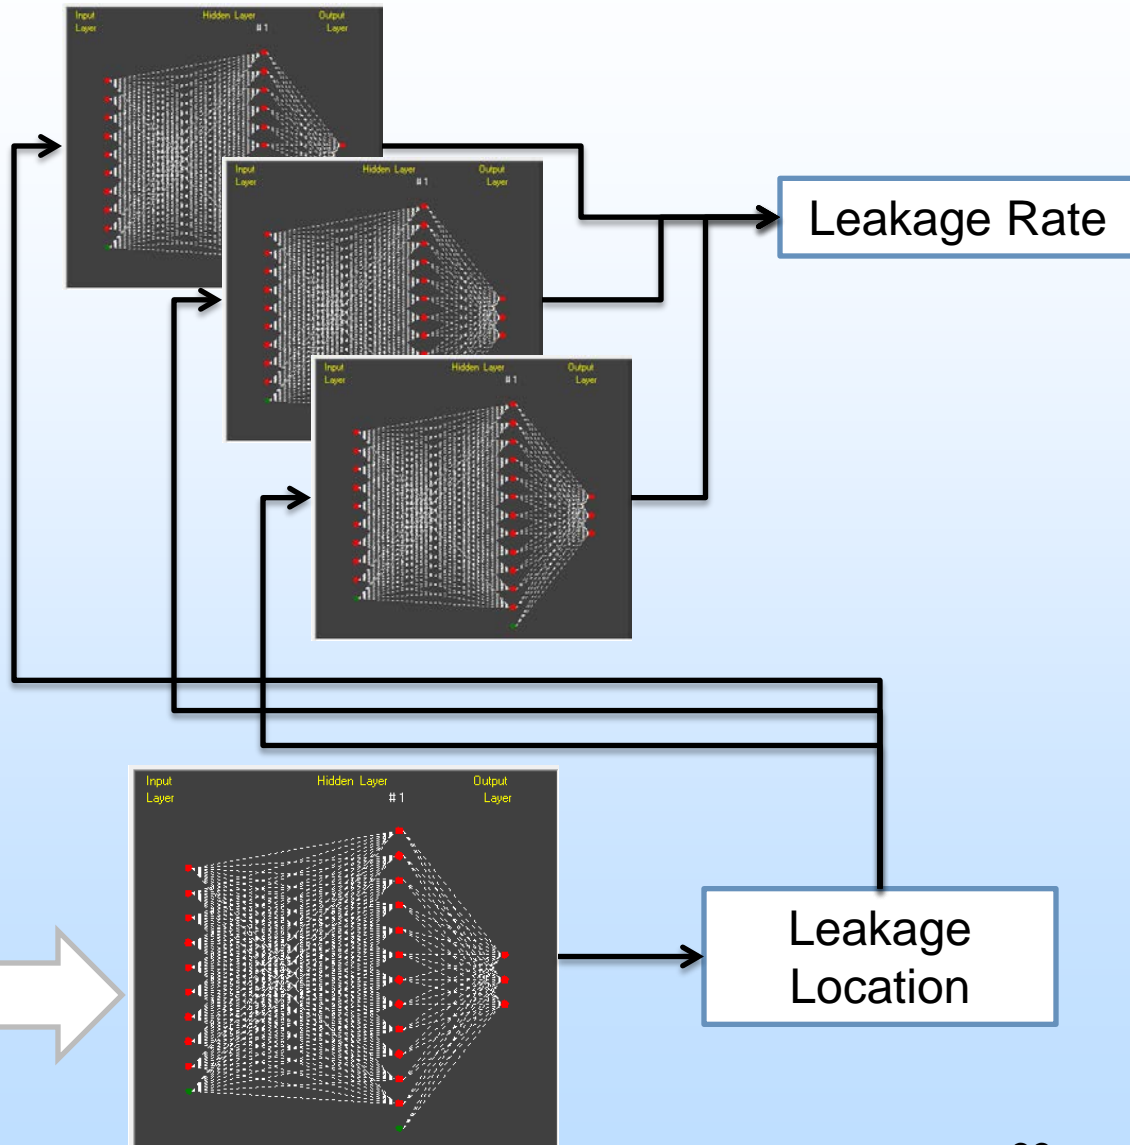 Input Hidden Layer Output
Layer # 1 Layer
Input Hidden Layer Output
Layer # 1 Layer
Leakage Rate
Input Hidden Layer Output
Layer # 1 Layer
Input Hidden Layer Output
Layer # 1 Layer
Leakage
Location